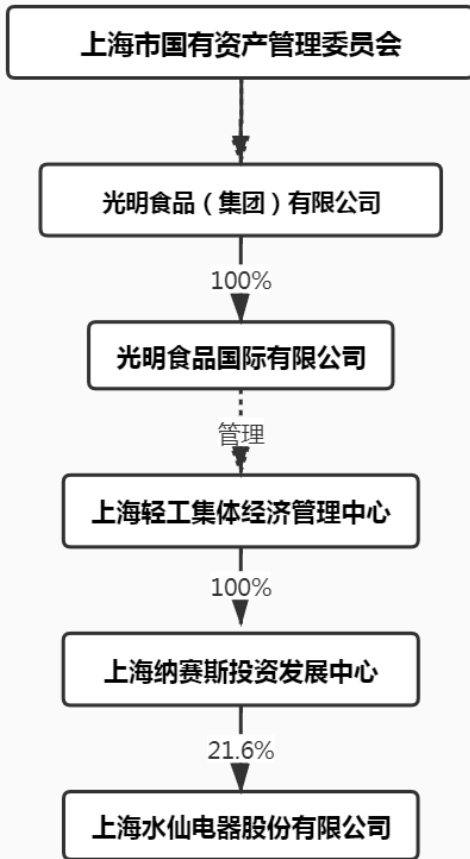 上海市国有资产管理委员会
光明食品（集团）有限公司
100%
光明食品国际有限公司
管理
上海轻工集体经济管理中心
100%
上海纳赛斯投资发展中心
21.6%
上海水仙电器股份有限公司